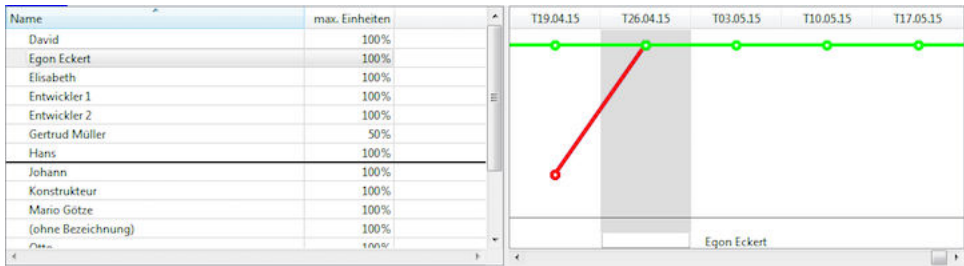 Name max. Einheiten
David 100%
Egon Eckert 100%
Elisabeth 100%
Entwickler 1 100%
Entwickler 2 100%
Gertrud Müller 50%
Hans 100%
Johann 100%
Konstrukteur 100%
Mario Götze 100%
(ohne Bezeichnung) 100%
Otto 100%
T19.04.15 T26.04.15 T03.05.15 T10.05.15 T17.05.15
Egon Eckert